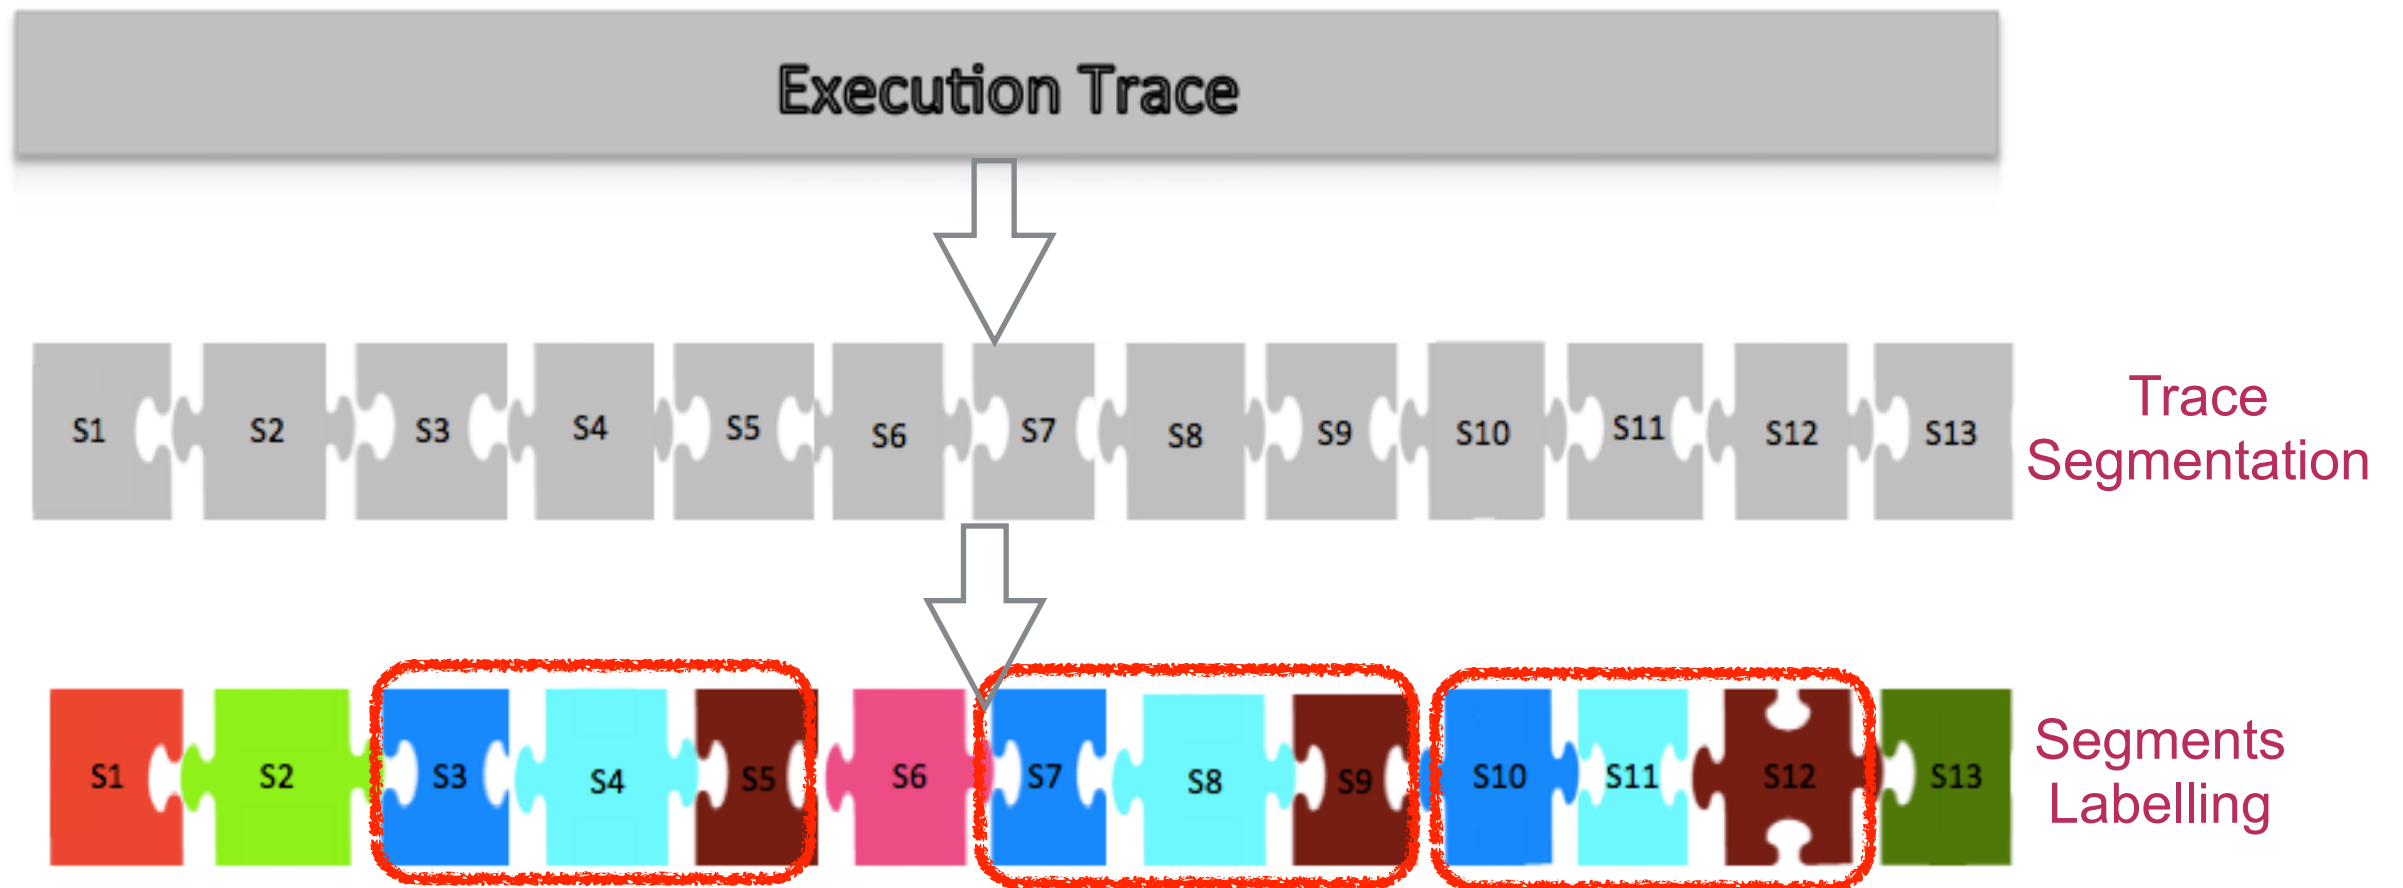 Execution Trace
S1 S2 S3 S4 S5 S6 S7 S8 S9 S10 S11 S12 S13
Trace
Segmentation
S1 S2 S3 S4 S5 S6 S7 S8 S9 S10 S11 S12 S13
Segments
Labelling